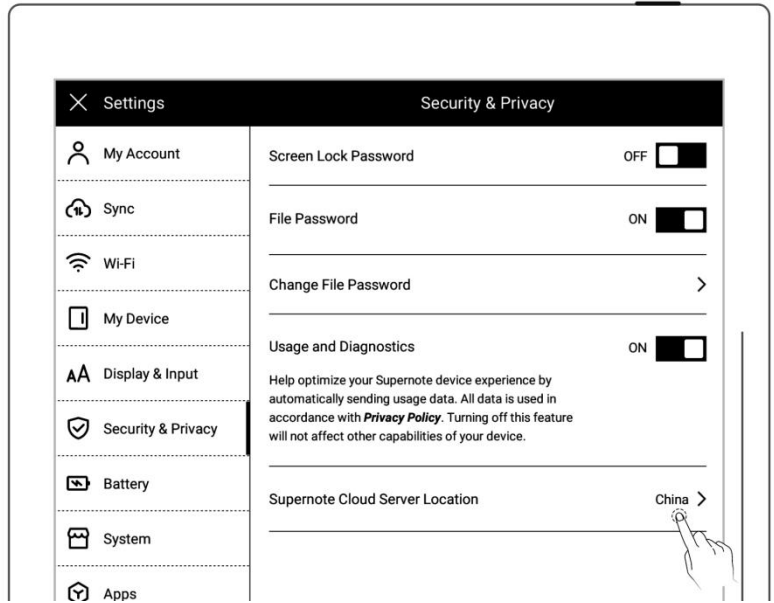 Settings
Security & Privacy
My Account
Sync
Wi-Fi
My Device
Display & Input
Security & Privacy
Battery
System
Apps
Screen Lock Password OFF
File Password ON
Change File Password
Usage and Diagnostics ON
Help optimize your Supernote device experience by
automatically sending usage data. All data is used in
accordance with Privacy Policy. Turning off this feature
will not affect other capabilities of your device.
Supernote Cloud Server Location China